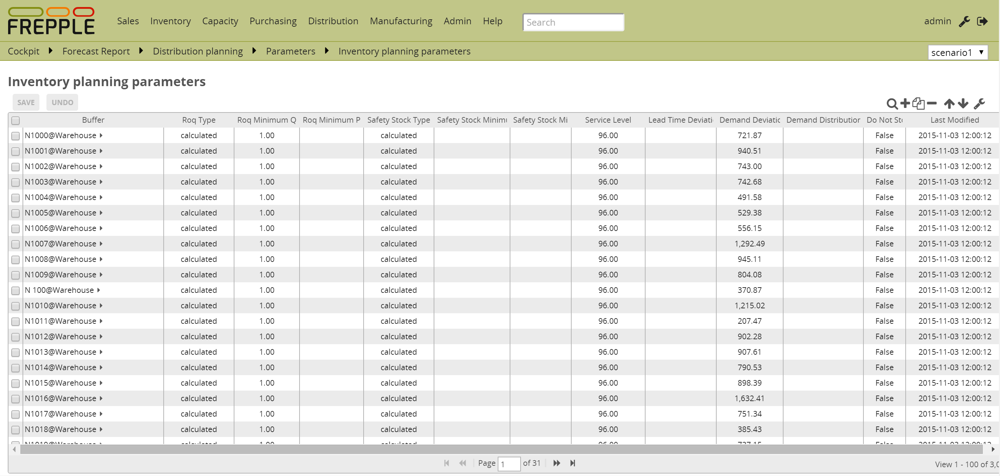 FREPPLE Sales Inventory Capacity Purchasing Distribution Manufacturing Admin Help Search admin
Cockpit Forecast Report Distribution planning Parameters Inventory planning parameters scenario1
Inventory planning parameters
SAVE UNDO
Buffer Roq Type Roq Minimum Q Roq Minimum P Safety Stock Type Safety Stock Minimu Safety Stock Mi Service Level Lead Time Deviati Demand Deviatic Demand Distribution Do Not Sto Last Modified
N1000@Warehouse calculated 1.00 calculated 96.00 721.87 False 2015-11-03 12:00:12
N1001@Warehouse calculated 1.00 calculated 96.00 940.51 False 2015-11-03 12:00:12
N1002@Warehouse calculated 1.00 calculated 96.00 743.00 False 2015-11-03 12:00:12
N1003@Warehouse calculated 1.00 calculated 96.00 742.68 False 2015-11-03 12:00:12
N1004@Warehouse calculated 1.00 calculated 96.00 491.58 False 2015-11-03 12:00:12
N1005@Warehouse calculated 1.00 calculated 96.00 529.38 False 2015-11-03 12:00:12
N1006@Warehouse calculated 1.00 calculated 96.00 556.15 False 2015-11-03 12:00:12
N1007@Warehouse calculated 1.00 calculated 96.00 1,292.49 False 2015-11-03 12:00:12
N1008@Warehouse calculated 1.00 calculated 96.00 945.11 False 2015-11-03 12:00:12
N1009@Warehouse calculated 1.00 calculated 96.00 804.08 False 2015-11-03 12:00:12
N 100@Warehouse calculated 1.00 calculated 96.00 370.87 False 2015-11-03 12:00:12
N1010@Warehouse calculated 1.00 calculated 96.00 1,215.02 False 2015-11-03 12:00:12
N1011@Warehouse calculated 1.00 calculated 96.00 207.47 False 2015-11-03 12:00:12
N1012@Warehouse calculated 1.00 calculated 96.00 902.28 False 2015-11-03 12:00:12
N1013@Warehouse calculated 1.00 calculated 96.00 907.61 False 2015-11-03 12:00:12
N1014@Warehouse calculated 1.00 calculated 96.00 790.53 False 2015-11-03 12:00:12
N1015@Warehouse calculated 1.00 calculated 96.00 898.39 False 2015-11-03 12:00:12
N1016@Warehouse calculated 1.00 calculated 96.00 1,632.41 False 2015-11-03 12:00:12
N1017@Warehouse calculated 1.00 calculated 96.00 751.34 False 2015-11-03 12:00:12
N1018@Warehouse calculated 1.00 calculated 96.00 385.43 False 2015-11-03 12:00:12
Page 1 of 31 View 1 - 100 of 3,0